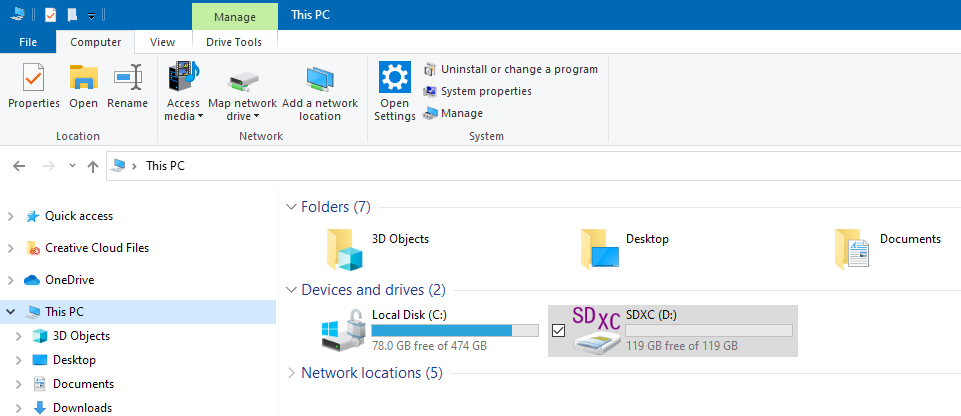 Manage
This PC
File
Computer
View
Drive Tools
Properties
Open
Rename
Access
media
Map network
drive
Add a network
location
Open
Settings
Uninstall or change a program
System properties
Manage
Location
Network
System
This PC
Quick access
Creative Cloud Files
OneDrive
This PC
3D Objects
Desktop
Documents
Downloads
Folders (7)
3D Objects
Desktop
Documents
Devices and drives (2)
Local Disk (C:)
78.0 GB free of 474 GB
SDXC
SDXC (D:)
119 GB free of 119 GB
Network locations (5)